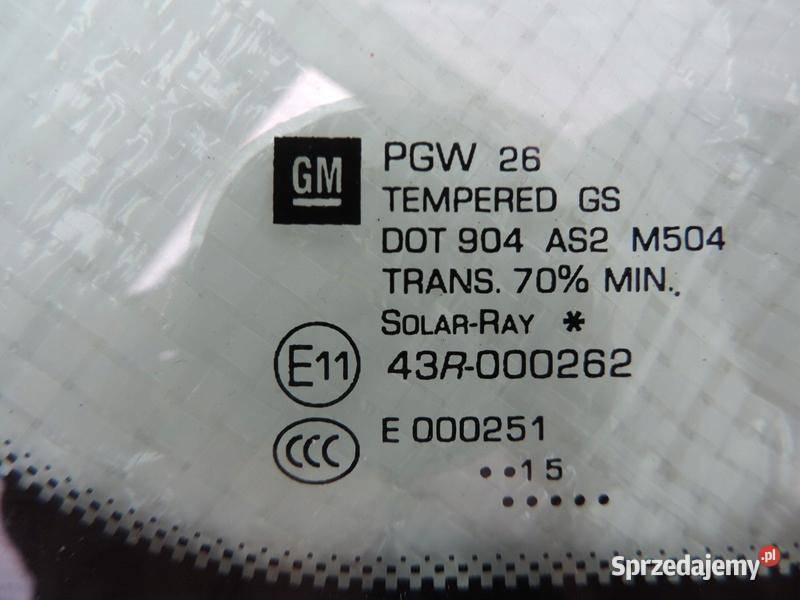 GM
PGW 26
TEMPERED GS
DOT 904 AS2 M504
TRANS. 70% MIN.
SOLAR-RAY *
E11 43R-000262
CCC E 000251
••15
•••••
Sprzedajemy.pl